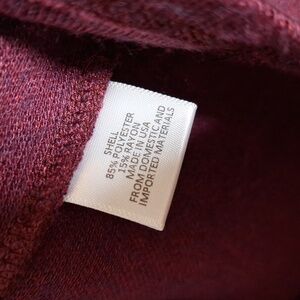 SHELL
85% POLYESTER
15% RAYON
MADE IN USA
FROM DOMESTIC AND
IMPORTED MATERIALS